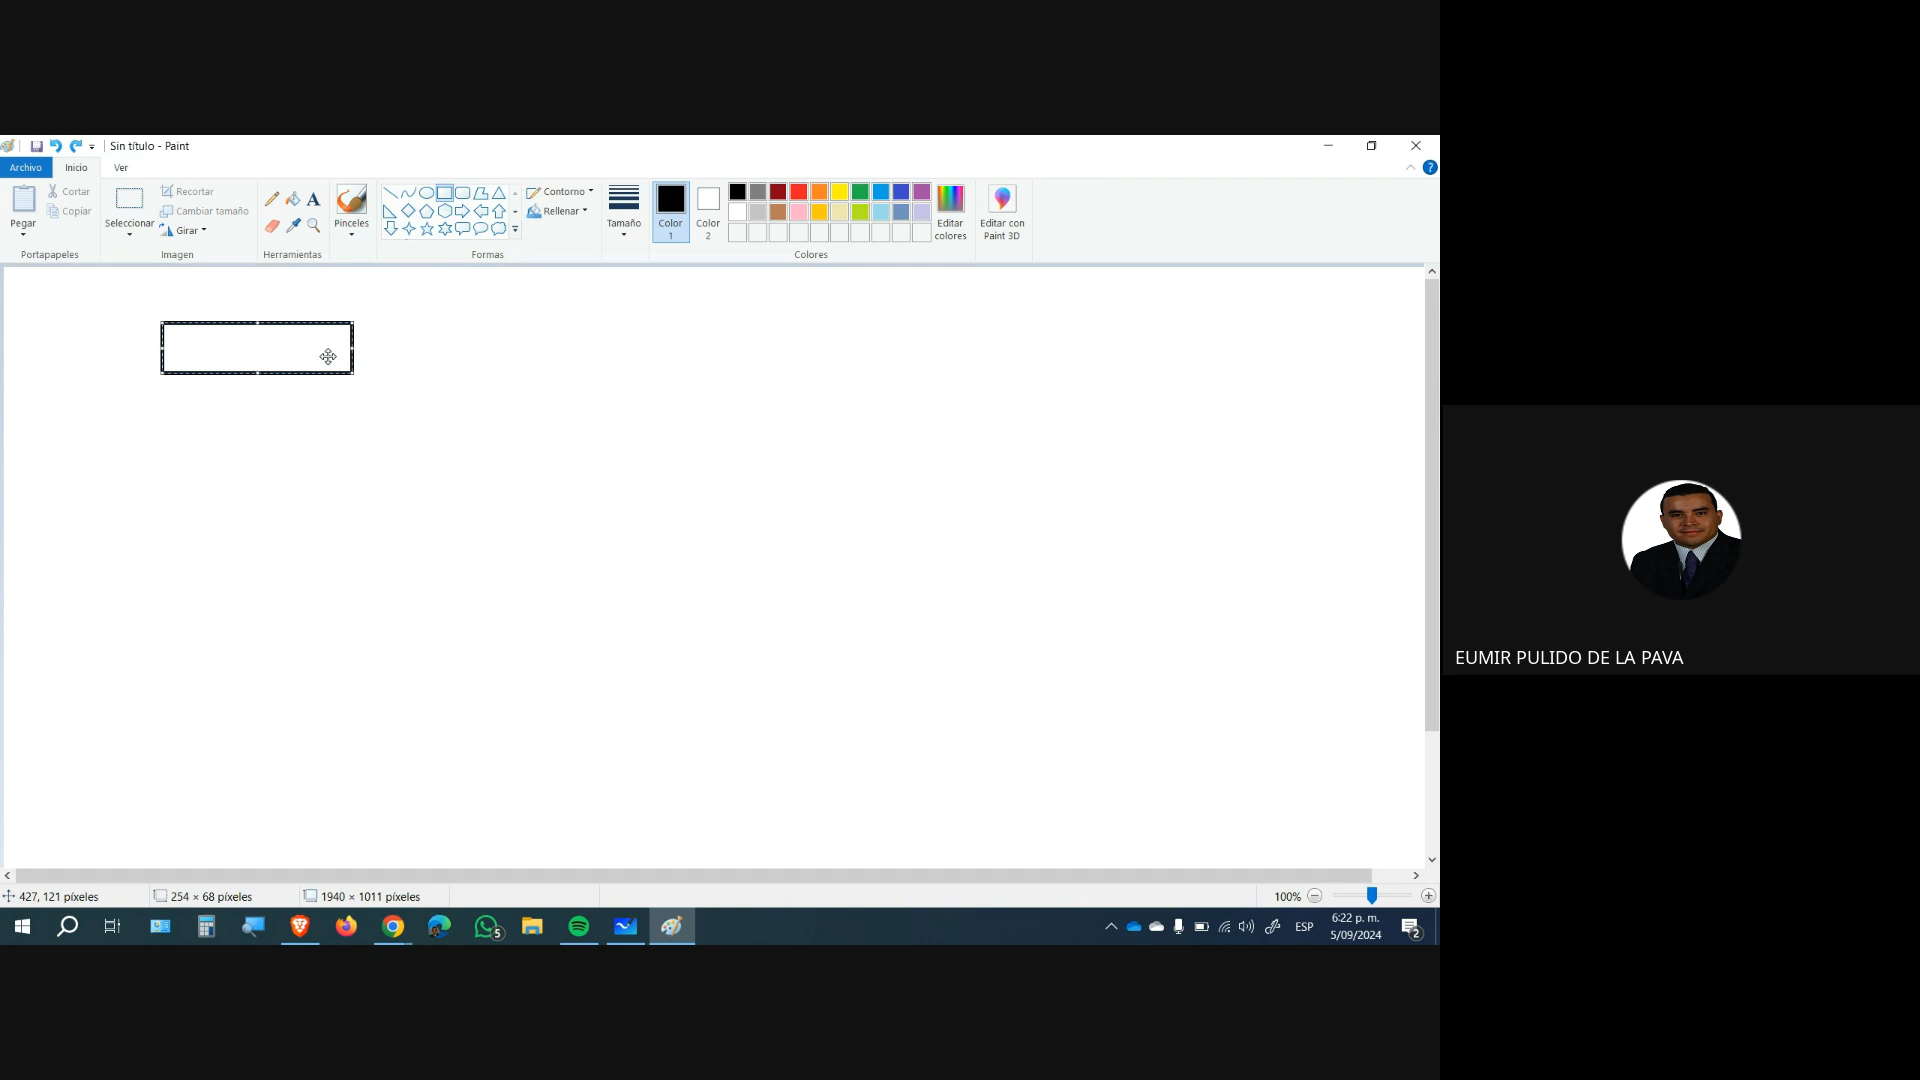 Sin título - Paint
Archivo
Inicio
Ver
Pegar
Cortar
Copiar
Portapapeles
Seleccionar
Recortar
Cambiar tamaño
Girar
Imagen
A
Herramientas
Pinceles
Contorno
Rellenar
Formas
Tamaño
Color
1
Color
2
Editar
colores
Colores
Editar con
Paint 3D
EUMIR PULIDO DE LA PAVA
427, 121 píxeles
254 × 68 píxeles
1940 × 1011 píxeles
100%
5
ESP
6:22 p. m.
5/09/2024
2